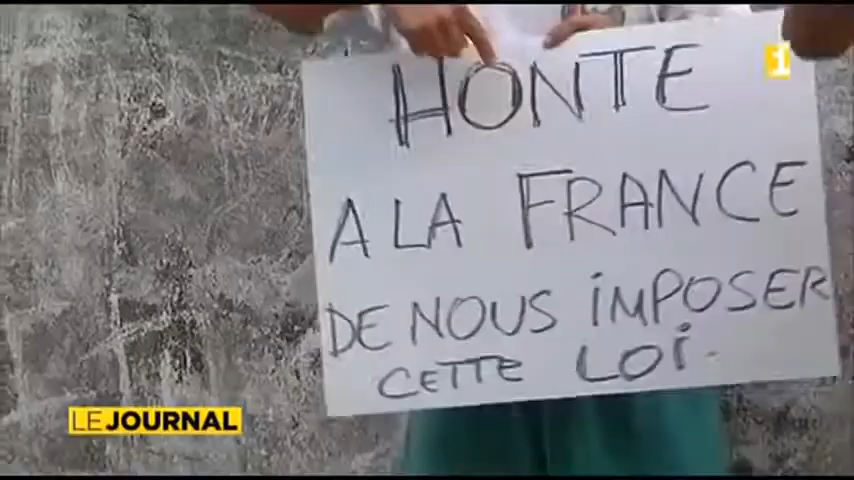 1
HONTE
A LA FRANCE
DE NOUS iMPOSER
CETTE LOi.
LE JOURNAL